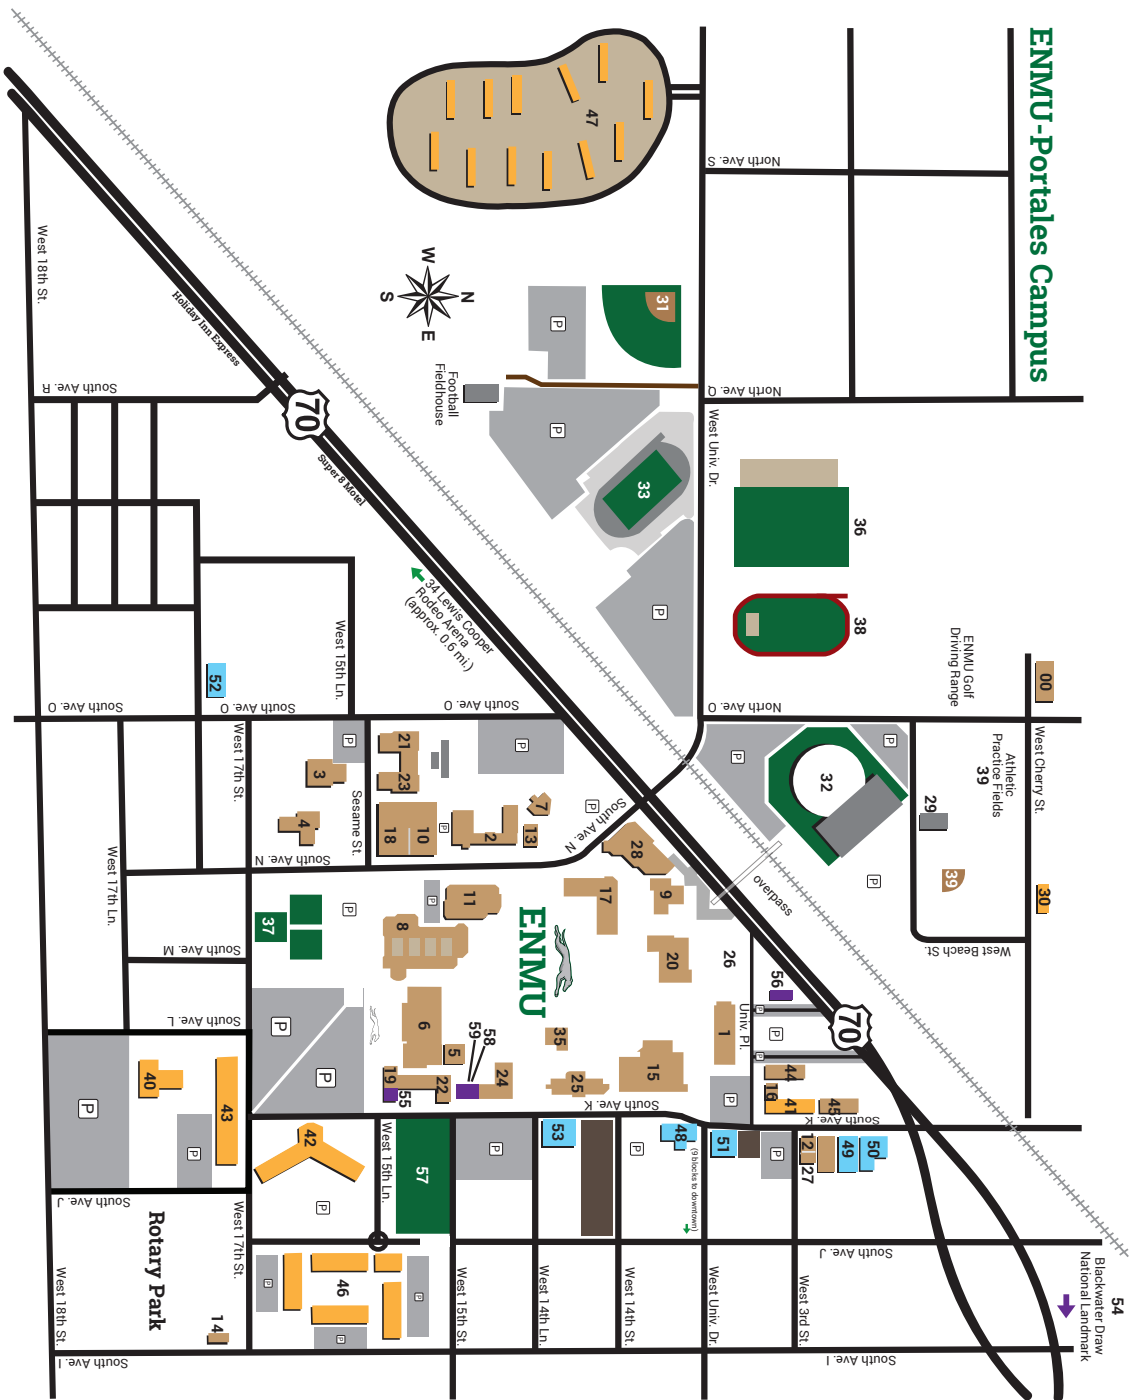 ENMU-Portales Campus
North Ave. S
47
W
N
S
E
31
P
Football
Fieldhouse
P
North Ave. Q
West Univ. Dr.
33
36
38
P
ENMU Golf
Driving Range
00
North Ave. O
West Cherry St.
Athletic
Practice Fields
39
P
P
32
29
39
30
P
overpass
West Beach St.
West 18th St.
Holiday Inn Express
South Ave. R
70
Super 8 Motel
34 Lewis Cooper
Rodeo Arena
(approx. 0.6 mi.)
West 15th Ln.
52
South Ave. O
South Ave. O
South Ave. O
West 17th St.
P
3
4
Sesame St.
21
23
P
18
10
P
2
7
13
P
South Ave. N
South Ave. N
28
9
17
20
26
56
West 17th Ln.
37
P
P
11
8
ENMU
South Ave. M
South Ave. L
P
P
6
5
59
58
19
55
22
24
35
25
15
1
Univ. Pl.
P
P
P
70
44
16
41
45
P
South Ave. K
South Ave. K
P
40
43
P
42
P
West 15th Ln.
57
P
53
P
48
(9 blocks to downtown)
51
P
12
27
49
50
South Ave. J
South Ave. J
Rotary Park
West 17th St.
14
P
46
P
P
West 18th St.
West 15th St.
West 14th Ln.
West 14th St.
West Univ. Dr.
West 3rd St.
South Ave. I
South Ave. I
54
Blackwater Draw
National Landmark